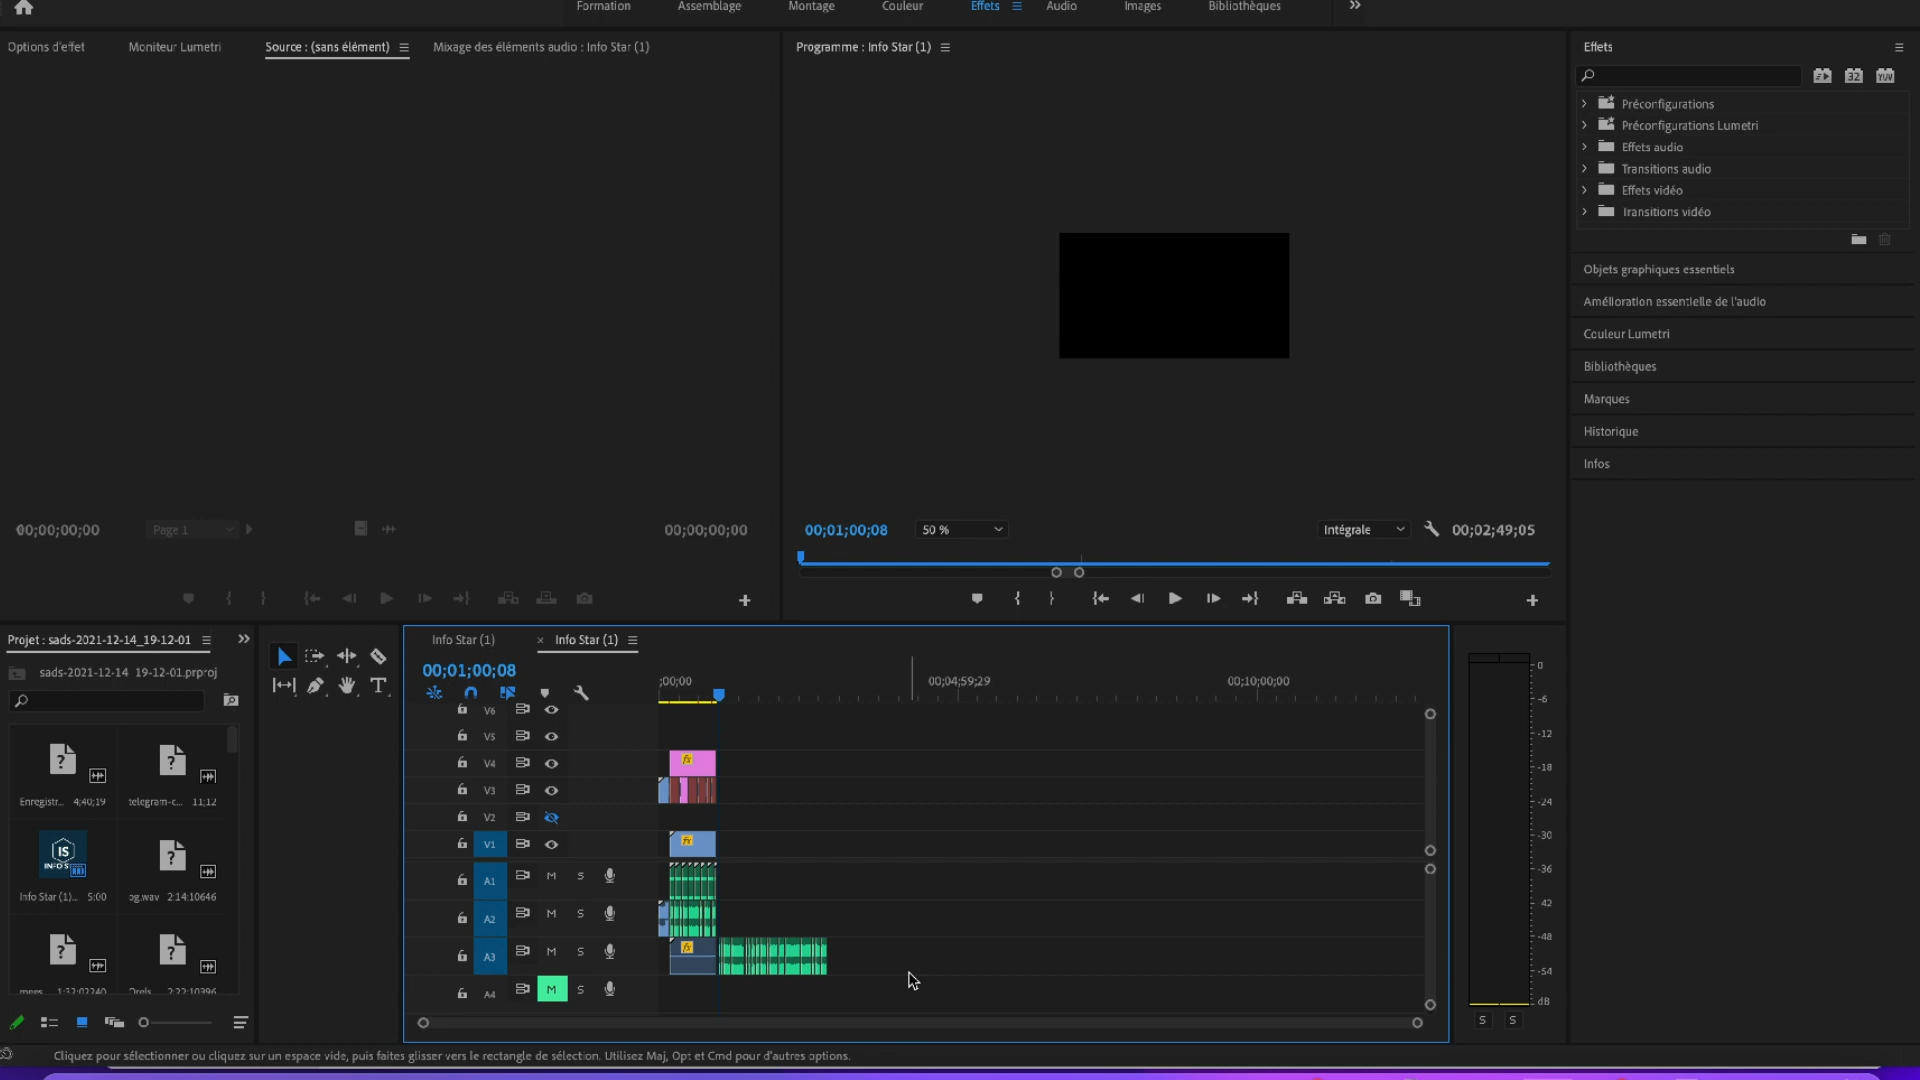 Formation
Assemblage
Montage
Couleur
Effets
Audio
Images
Bibliothèques
Options d'effet
Moniteur Lumetri
Source : (sans élément)
Mixage des éléments audio : Info Star (1)
Programme : Info Star (1)
Effets
32
YUV
Préconfigurations
Préconfigurations Lumetri
Effets audio
Transitions audio
Effets vidéo
Transitions vidéo
Objets graphiques essentiels
Amélioration essentielle de l'audio
Couleur Lumetri
Bibliothèques
Marques
Historique
Infos
00;00;00;00
Page 1
00;00;00;00
00;01;00;08
50 %
Intégrale
00;02;49;05
Projet : sads-2021-12-14_19-12-01
sads-2021-12-14 19-12-01.prproj
Enregistr... 4;40;19
telegram-c... 11;12
IS
Info Star (1)... 5:00
2:14:10646
1:32:02240
2:22:10396
Info Star (1)
Info Star (1)
00;01;00;08
;00;00
00;04;59;29
00;10;00;00
V6
V5
V4
fx
V3
V2
V1
fx
A1 M S
A2 M S
A3 M S
fx
A4 M S
0
-6
-12
-18
-24
-30
-36
-42
-48
-54
dB
S S
Cliquez pour sélectionner ou cliquez sur un espace vide, puis faites glisser vers le rectangle de sélection. Utilisez Maj, Opt et Cmd pour d'autres options.